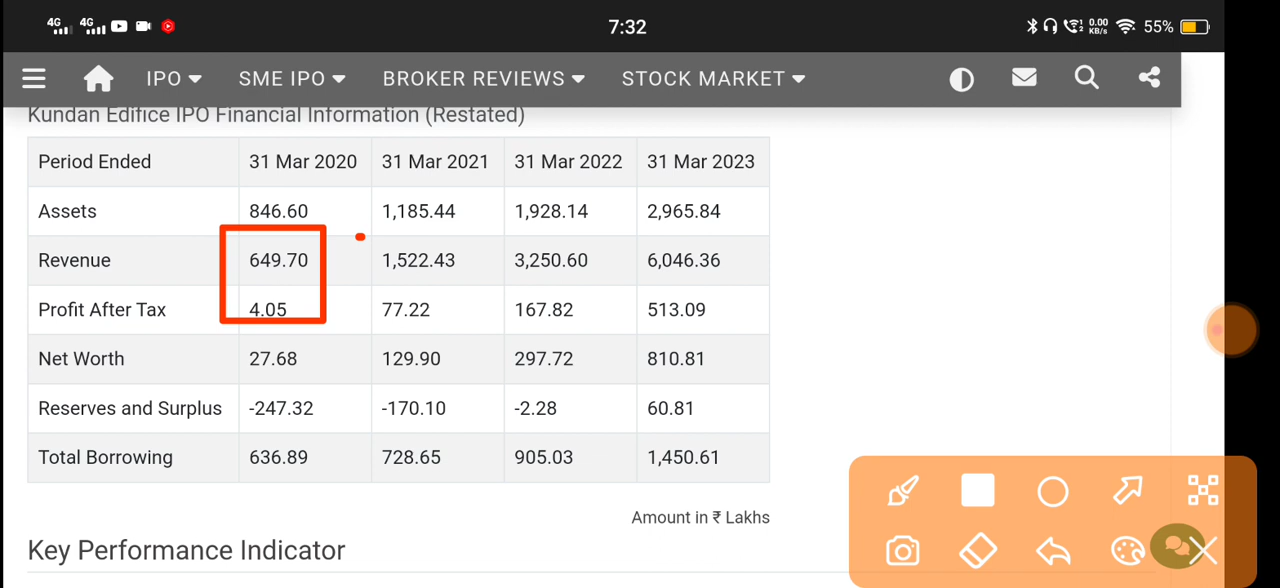 4G 4G 7:32 0.00 KB/s 55%
IPO SME IPO BROKER REVIEWS STOCK MARKET
Kundan Edifice IPO Financial Information (Restated)
Period Ended 31 Mar 2020 31 Mar 2021 31 Mar 2022 31 Mar 2023
Assets 846.60 1,185.44 1,928.14 2,965.84
Revenue 649.70 1,522.43 3,250.60 6,046.36
Profit After Tax 4.05 77.22 167.82 513.09
Net Worth 27.68 129.90 297.72 810.81
Reserves and Surplus -247.32 -170.10 -2.28 60.81
Total Borrowing 636.89 728.65 905.03 1,450.61
Amount in ₹ Lakhs
Key Performance Indicator